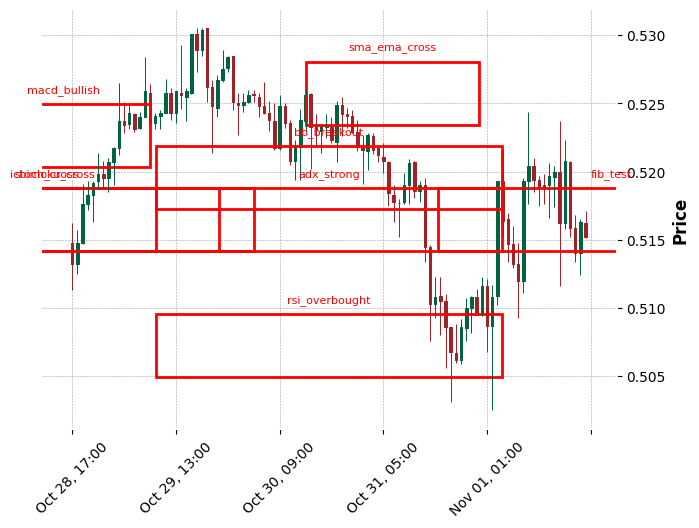 sma_ema_cross
macd_bullish
bb_breakout
stoch_cross
adx_strong
fib_test
rsi_overbought
0.530
0.525
0.520
0.515
0.510
0.505
Price
Oct 28, 17:00
Oct 29, 13:00
Oct 30, 09:00
Oct 31, 05:00
Nov 01, 01:00